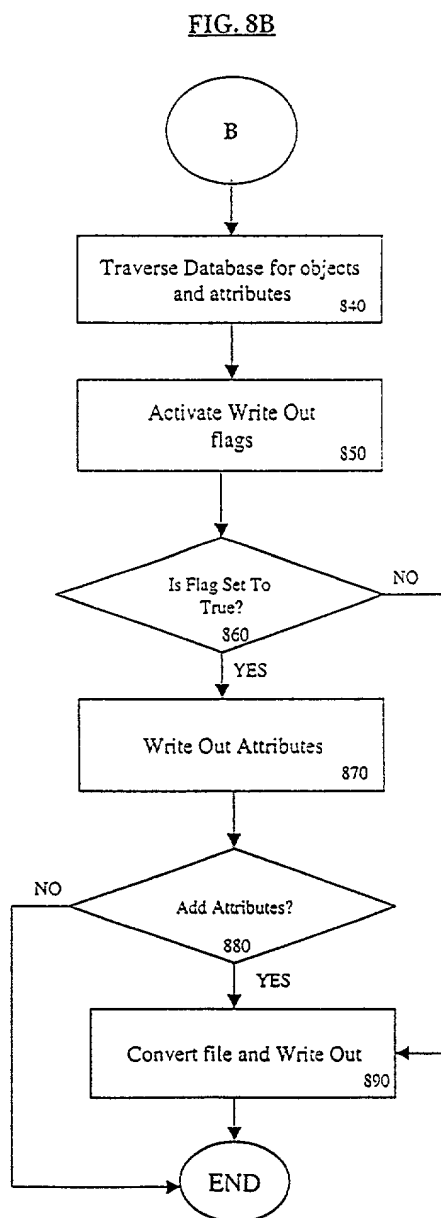 FIG. 8B
B
Traverse Database for objects
and attributes
840
Activate Write Out
flags
850
Is Flag Set To
True?
860
NO
YES
Write Out Attributes
870
NO
Add Attributes?
880
YES
Convert file and Write Out
890
END